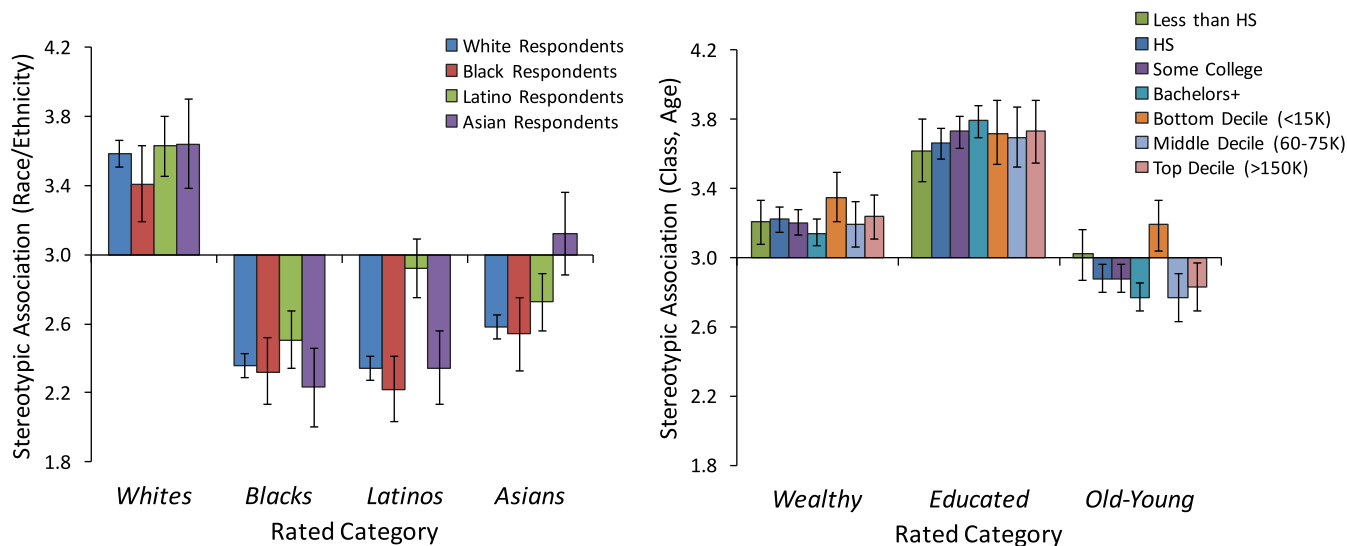 4.2
3.8
3.4
3.0
2.6
2.2
1.8
Stereotypic Association (Race/Ethnicity)
White Respondents
Black Respondents
Latino Respondents
Asian Respondents
Whites
Blacks
Latinos
Asians
Rated Category
4.2
3.8
3.4
3.0
2.6
2.2
1.8
Stereotypic Association (Class, Age)
Less than HS
HS
Some College
Bachelors+
Bottom Decile (<15K)
Middle Decile (60-75K)
Top Decile (>150K)
Wealthy
Educated
Old-Young
Rated Category